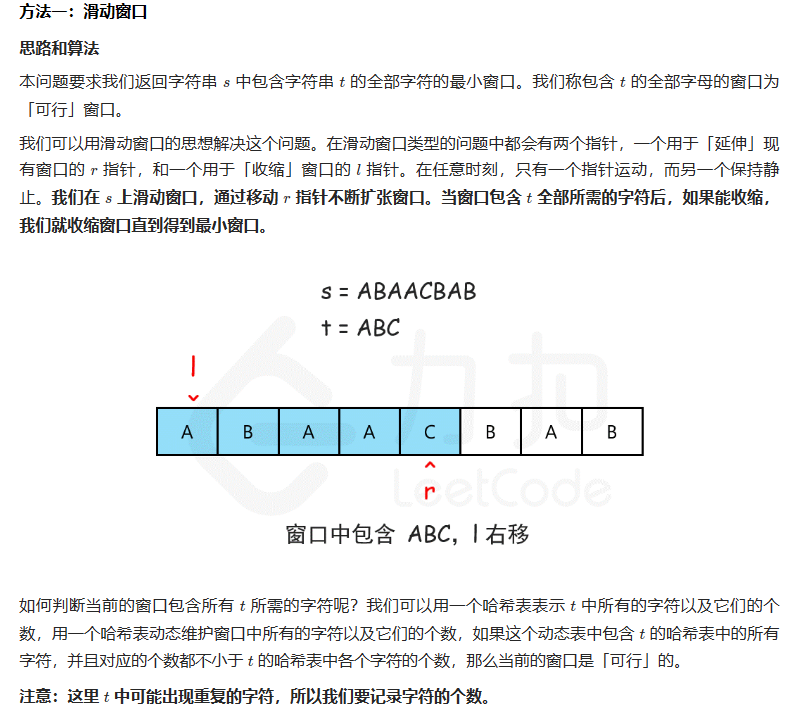 方法一：滑动窗口
思路和算法
本问题要求我们返回字符串 s 中包含字符串 t 的全部字符的最小窗口。我们称包含 t 的全部字母的窗口为
「可行」窗口。
我们可以用滑动窗口的思想解决这个问题。在滑动窗口类型的问题中都会有两个指针，一个用于「延伸」现
有窗口的 r 指针，和一个用于「收缩」窗口的 l 指针。在任意时刻，只有一个指针运动，而另一个保持静
止。我们在 s 上滑动窗口，通过移动 r 指针不断扩张窗口。当窗口包含 t 全部所需的字符后，如果能收缩，
我们就收缩窗口直到得到最小窗口。
s = ABAACBAB
t = ABC
l
A B A A C B A B
r
力扣
LeetCode
窗口中包含 ABC，l 右移
如何判断当前的窗口包含所有 t 所需的字符呢？我们可以用一个哈希表表示 t 中所有的字符以及它们的个
数，用一个哈希表动态维护窗口中所有的字符以及它们的个数，如果这个动态表中包含 t 的哈希表中的所有
字符，并且对应的个数都不小于 t 的哈希表中各个字符的个数，那么当前的窗口是「可行」的。
注意：这里 t 中可能出现重复的字符，所以我们要记录字符的个数。